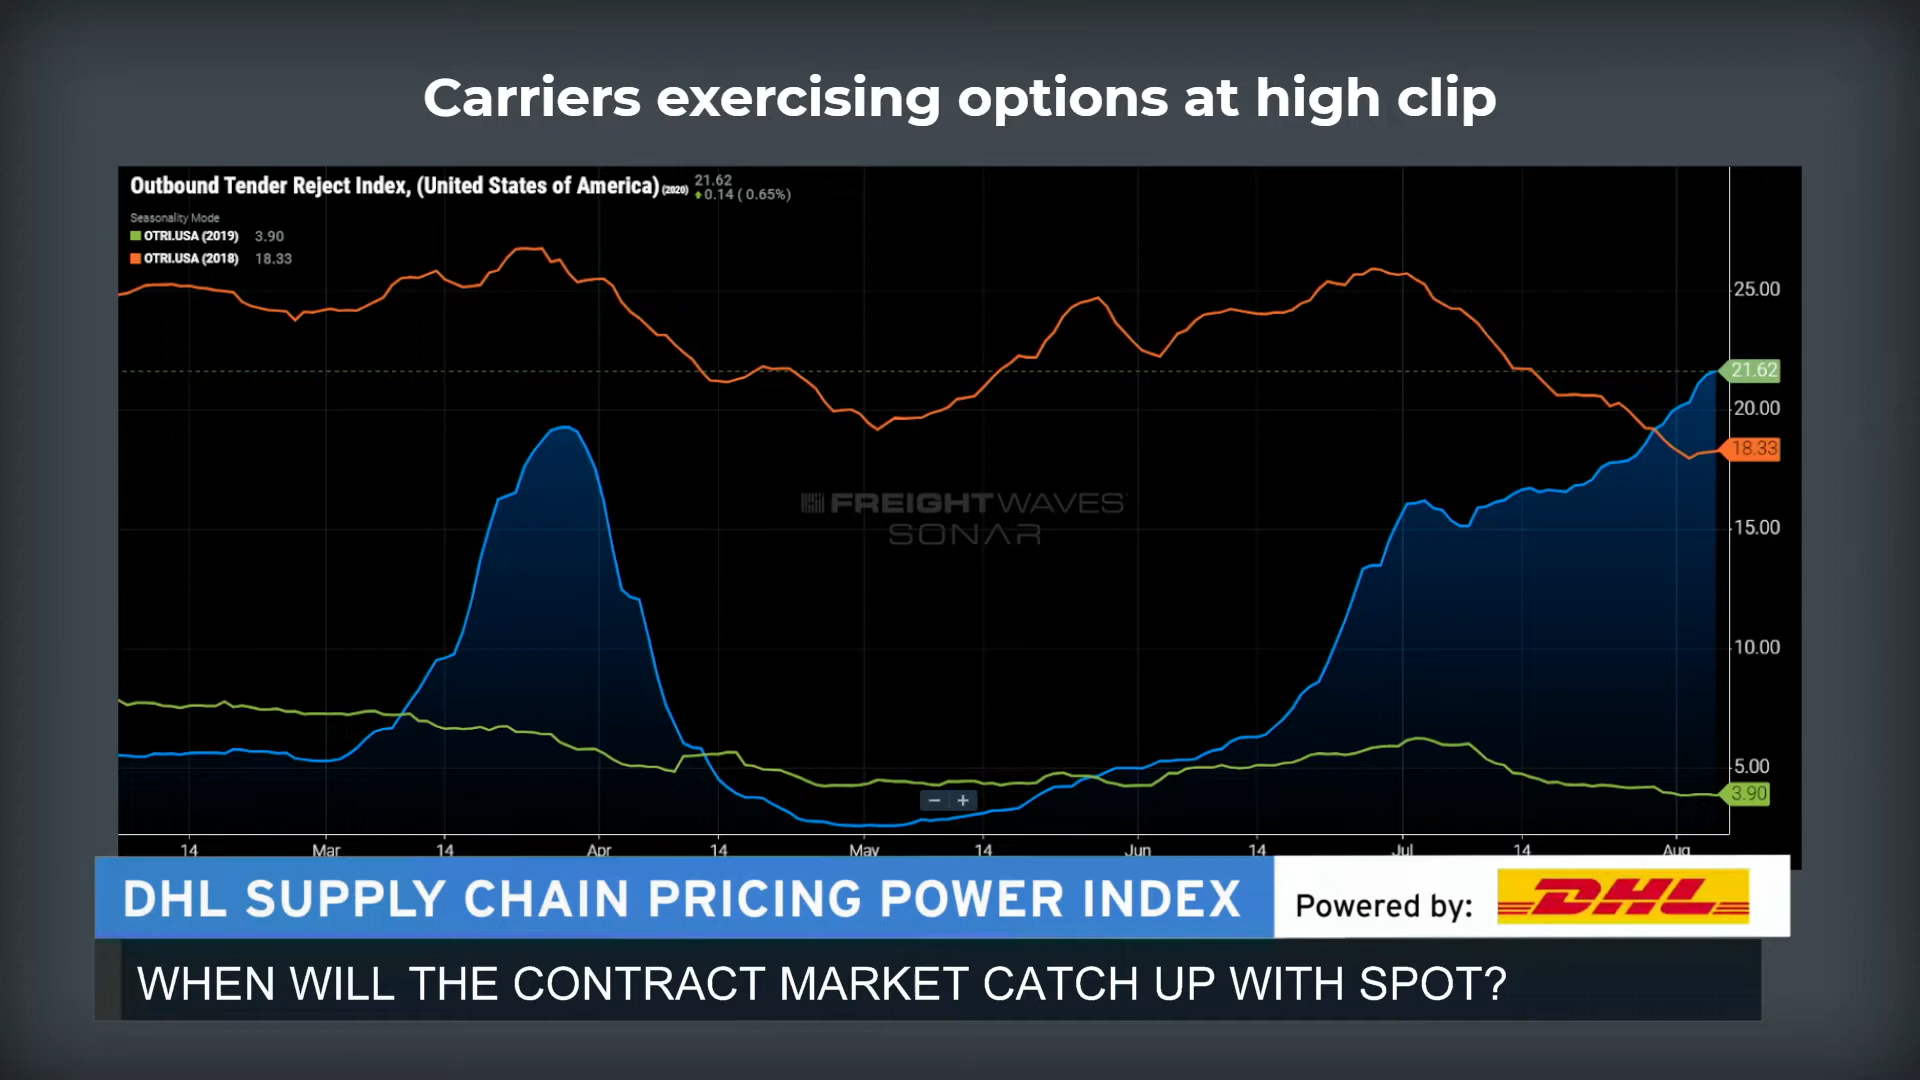 Carriers exercising options at high clip
Outbound Tender Reject Index, (United States of America) (2020) 21.62
0.14 ( 0.65%)
Seasonality Mode
OTRI.USA (2019) 3.90
OTRI.USA (2018) 18.33
25.00
21.62
20.00
18.33
FREIGHTWAVES
SONAR
15.00
10.00
5.00
3.90
− +
14 Mar 14 Apr 14 May 14 Jun 14 Jul 14 Aug
DHL SUPPLY CHAIN PRICING POWER INDEX
Powered by: DHL
WHEN WILL THE CONTRACT MARKET CATCH UP WITH SPOT?